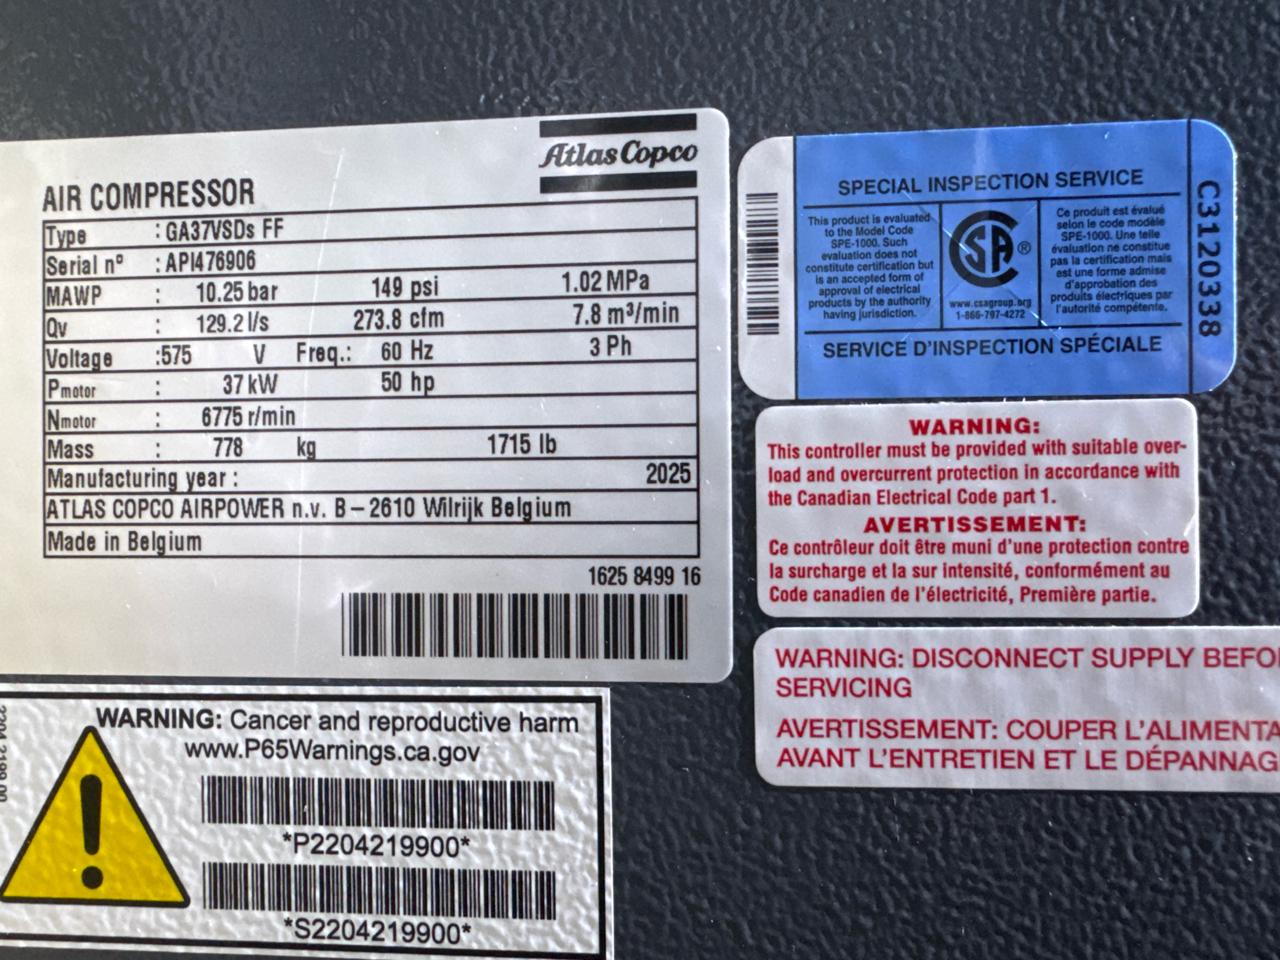 Atlas Copco
AIR COMPRESSOR
Type : GA37VSDs FF
Serial nº : API476906
MAWP : 10.25 bar 149 psi 1.02 MPa
Qv : 129.2 l/s 273.8 cfm 7.8 m³/min
Voltage :575 V Freq.: 60 Hz 3 Ph
Pmotor : 37 kW 50 hp
Nmotor : 6775 r/min
Mass : 778 kg 1715 lb
Manufacturing year : 2025
ATLAS COPCO AIRPOWER n.v. B – 2610 Wilrijk Belgium
Made in Belgium
1625 8499 16
WARNING: Cancer and reproductive harm
www.P65Warnings.ca.gov
*P2204219900*
*S2204219900*
SPECIAL INSPECTION SERVICE
This product is evaluated
to the Model Code
SPE-1000. Such
evaluation does not
constitute certification but
is an accepted form of
approval of electrical
products by the authority
having jurisdiction.
CSA®
www.csagroup.org
1-866-797-4272
Ce produit est évalué
selon le code modèle
SPE-1000. Une telle
évaluation ne constitue
pas la certification mais
est une forme admise
d'approbation des
produits électriques par
l'autorité compétente.
SERVICE D'INSPECTION SPÉCIALE
C3120338
WARNING:
This controller must be provided with suitable over-
load and overcurrent protection in accordance with
the Canadian Electrical Code part 1.
AVERTISSEMENT:
Ce contrôleur doit être muni d'une protection contre
la surcharge et la sur intensité, conformément au
Code canadien de l'électricité, Première partie.
WARNING: DISCONNECT SUPPLY BEFO
SERVICING
AVERTISSEMENT: COUPER L'ALIMENTA
AVANT L'ENTRETIEN ET LE DÉPANNAG